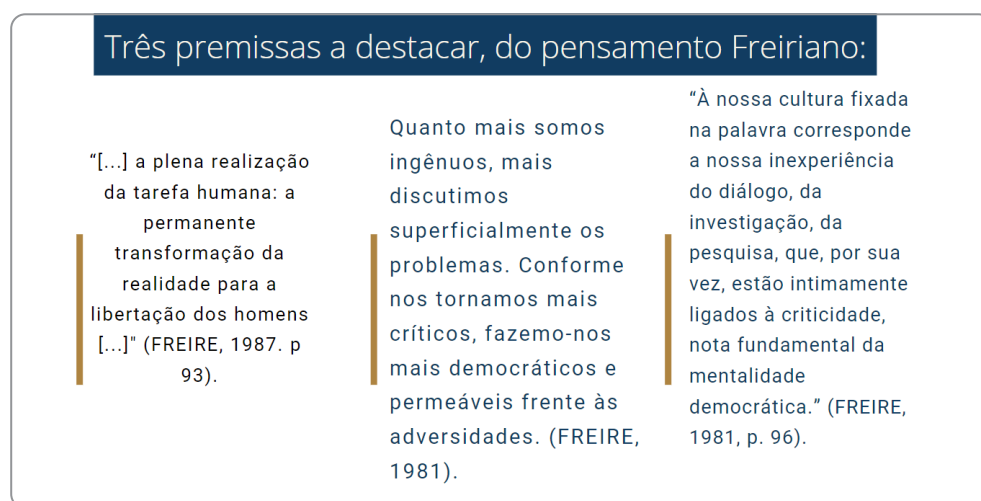 Três premissas a destacar, do pensamento Freiriano:
“[...] a plena realização
da tarefa humana: a
permanente
transformação da
realidade para a
libertação dos homens
[...]" (FREIRE, 1987. p
93).
Quanto mais somos
ingênuos, mais
discutimos
superficialmente os
problemas. Conforme
nos tornamos mais
críticos, fazemo-nos
mais democráticos e
permeáveis frente às
adversidades. (FREIRE,
1981).
“À nossa cultura fixada
na palavra corresponde
a nossa inexperiência
do diálogo, da
investigação, da
pesquisa, que, por sua
vez, estão intimamente
ligados à criticidade,
nota fundamental da
mentalidade
democrática.” (FREIRE,
1981, p. 96).